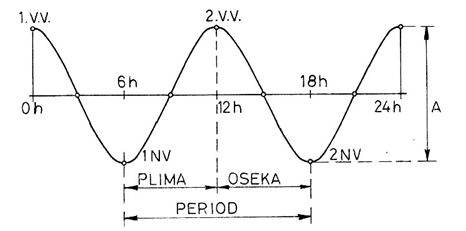 1.V.V.
2.V.V.
6h
18h
0h
12h
24h
A
1NV
2NV
PLIMA
OSEKA
PERIOD